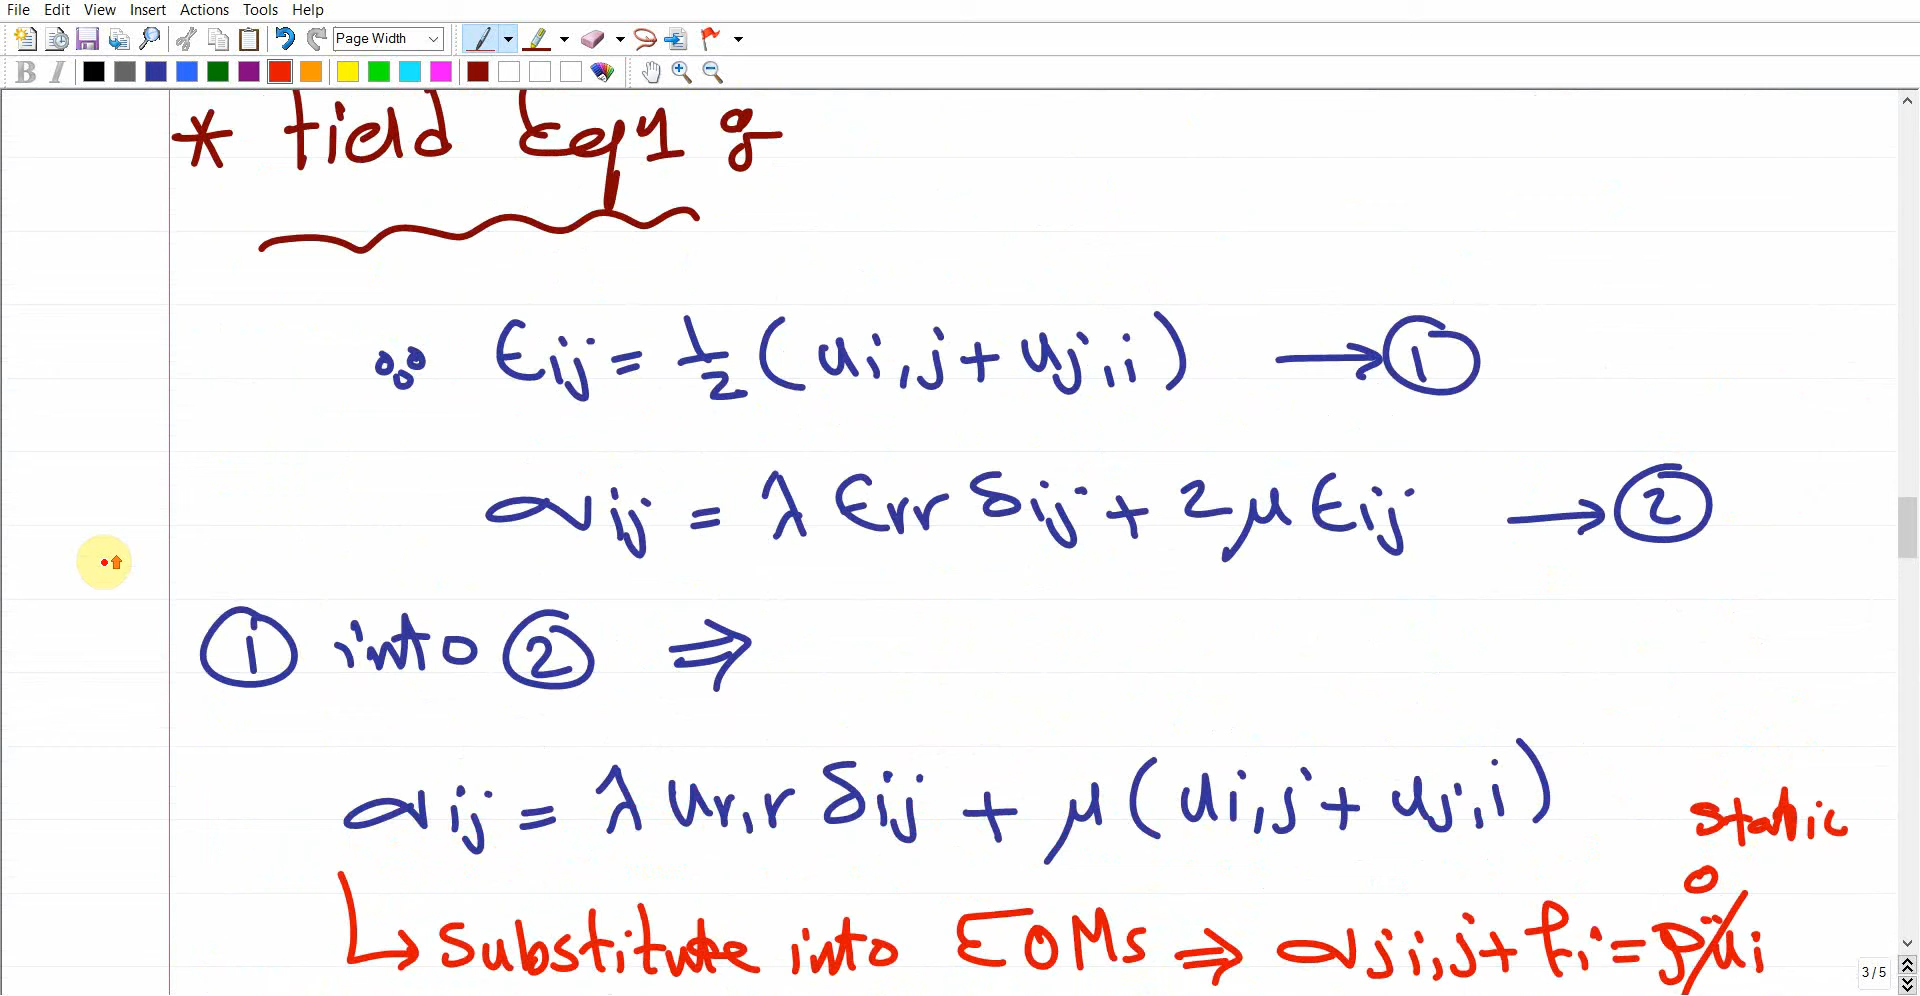 File Edit View Insert Actions Tools Help
Page Width
B I
* Field Eqn :
∵ ϵij = 1/2 (ui,j + uj,i) → ①
σij = λ ϵrr δij + 2μ ϵij → ②
① into ② ⇒
σij = λ ur,r δij + μ (ui,j + uj,i)
static
0
↳ Substitute into EOMs ⇒ σji,j + fi = ρüi
3 / 5